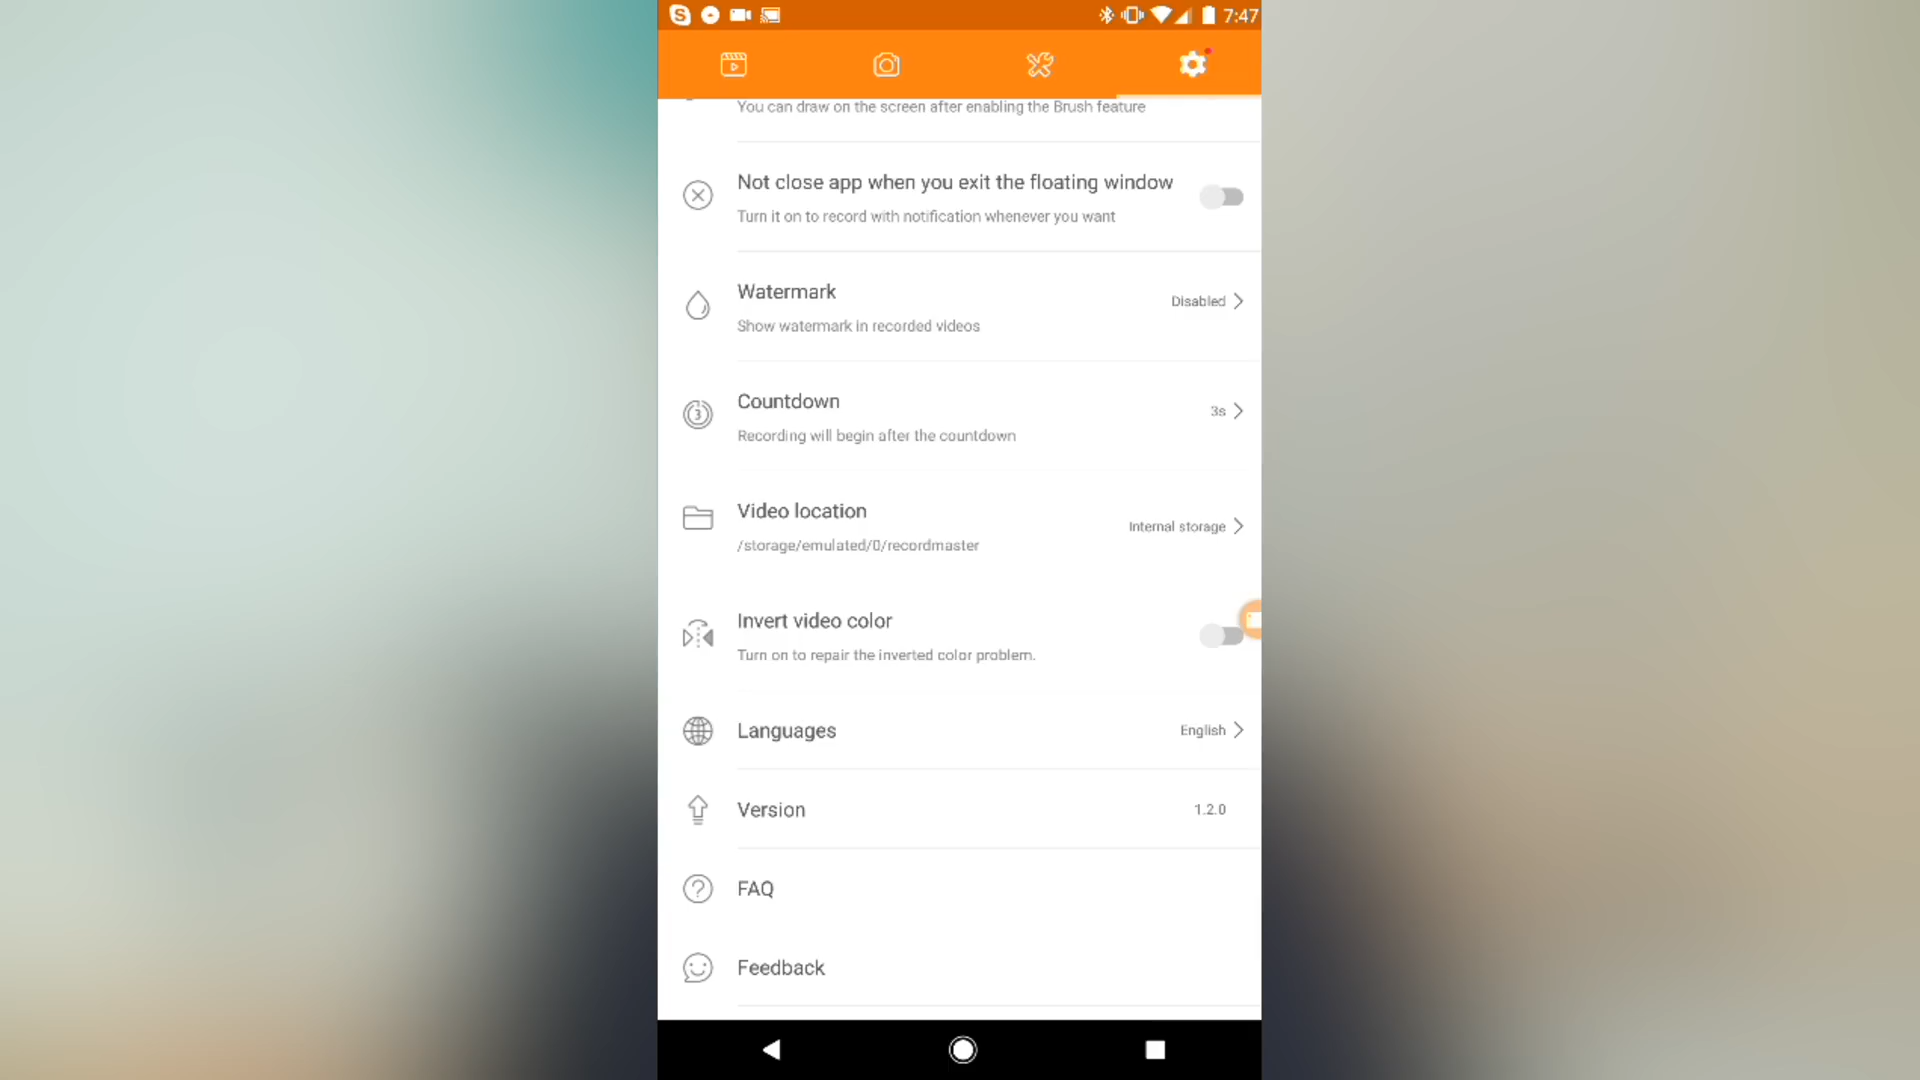 7:47
You can draw on the screen after enabling the Brush feature
Not close app when you exit the floating window
Turn it on to record with notification whenever you want
Watermark
Disabled
Show watermark in recorded videos
Countdown
3s
3
Recording will begin after the countdown
Video location
Internal storage
/storage/emulated/0/recordmaster
Invert video color
Turn on to repair the inverted color problem.
Languages
English
Version
1.2.0
FAQ
Feedback